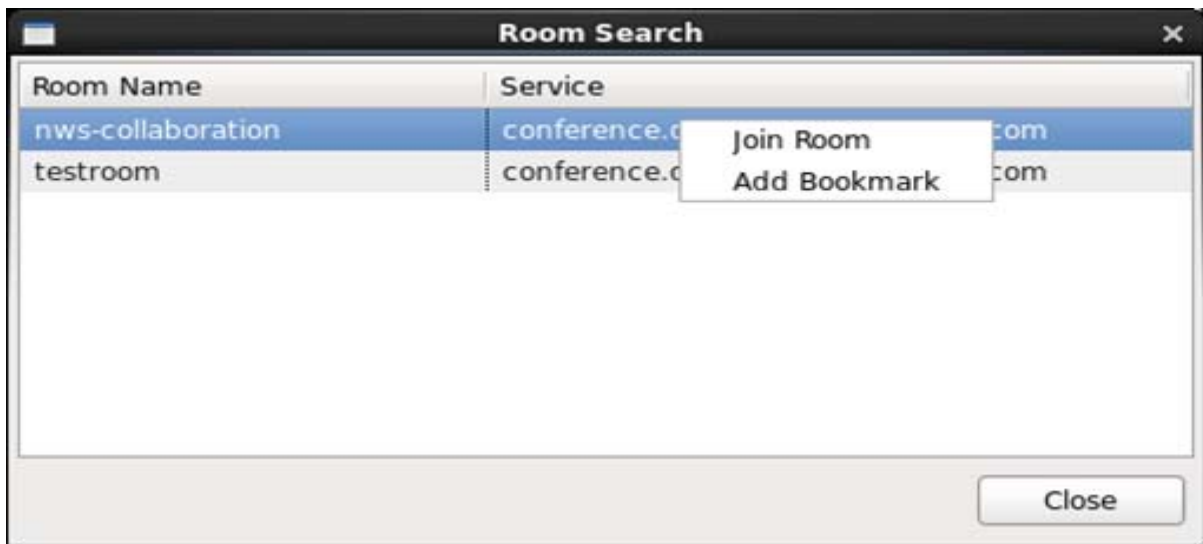 Room Search
Room Name Service
nws-collaboration conference. com
Join Room
testroom conference. com
Add Bookmark
Close